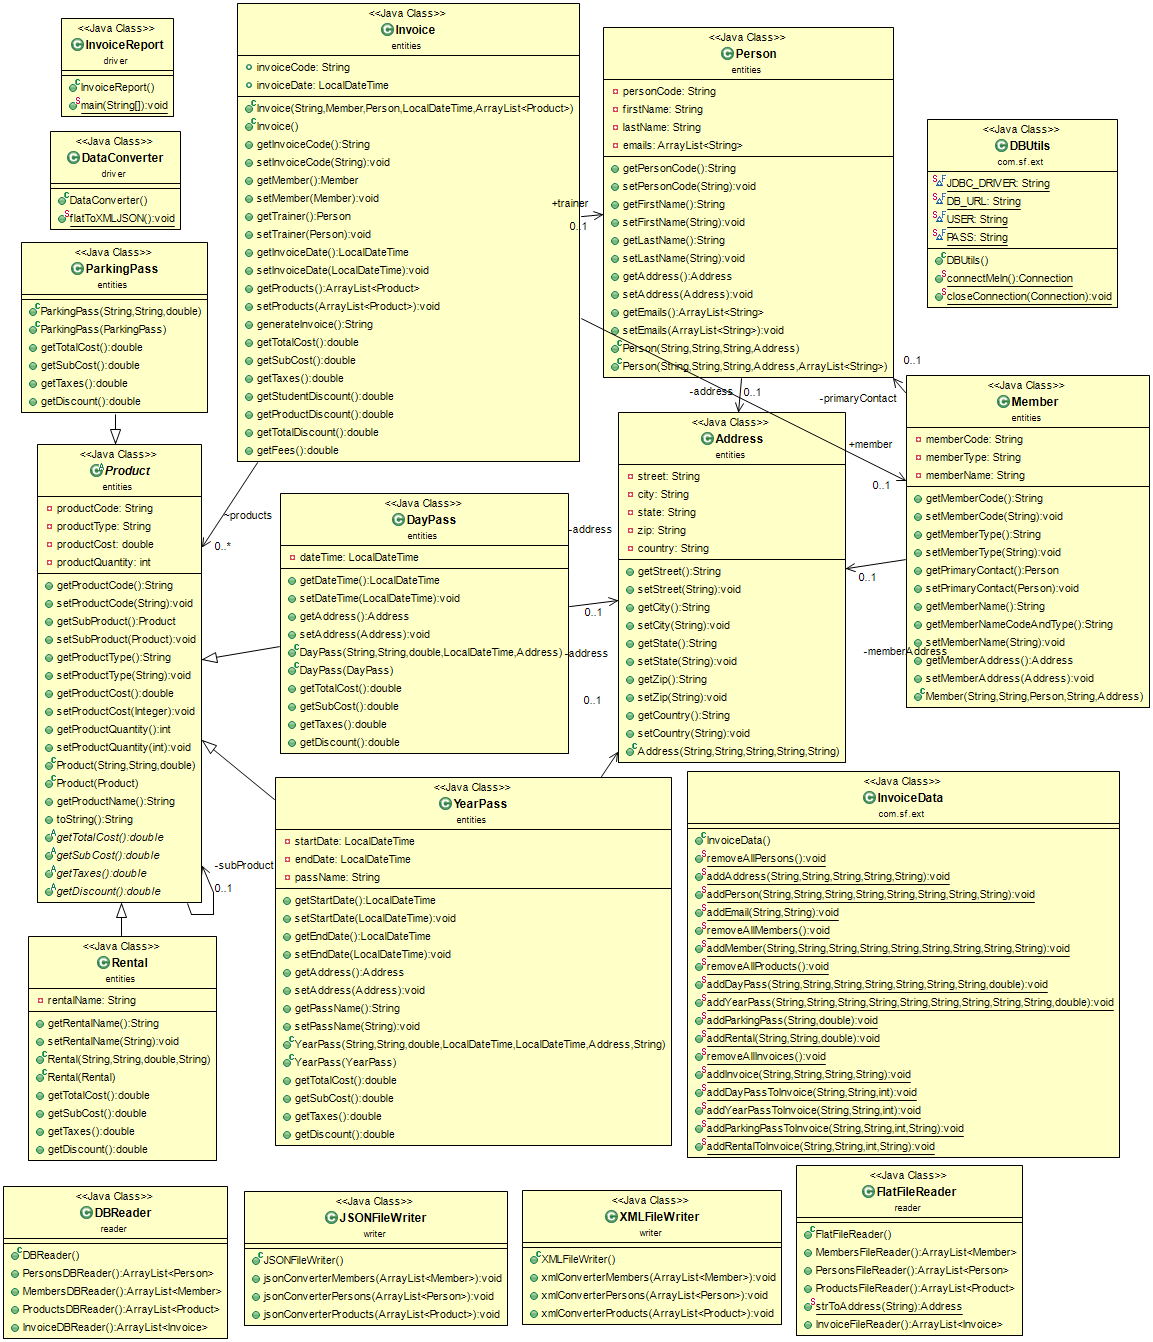 <<Java Class>>
InvoiceReport
driver
InvoiceReport()
main(String[]):void
<<Java Class>>
DataConverter
driver
DataConverter()
flatToXMLJSON():void
<<Java Class>>
ParkingPass
entities
ParkingPass(String,String,double)
ParkingPass(ParkingPass)
getTotalCost():double
getSubCost():double
getTaxes():double
getDiscount():double
<<Java Class>>
Product
entities
productCode: String
productType: String
productCost: double
productQuantity: int
getProductCode():String
setProductCode(String):void
getSubProduct():Product
setSubProduct(Product):void
getProductType():String
setProductType(String):void
getProductCost():double
setProductCost(Integer):void
getProductQuantity():int
setProductQuantity(int):void
Product(String,String,double)
Product(Product)
getProductName():String
toString():String
getTotalCost():double
getSubCost():double
getTaxes():double
getDiscount():double
-subProduct
0..1
<<Java Class>>
Rental
entities
rentalName: String
getRentalName():String
setRentalName(String):void
Rental(String,String,double,String)
Rental(Rental)
getTotalCost():double
getSubCost():double
getTaxes():double
getDiscount():double
<<Java Class>>
Invoice
entities
invoiceCode: String
invoiceDate: LocalDateTime
Invoice(String,Member,Person,LocalDateTime,ArrayList<Product>)
Invoice()
getInvoiceCode():String
setInvoiceCode(String):void
getMember():Member
setMember(Member):void
getTrainer():Person
setTrainer(Person):void
getInvoiceDate():LocalDateTime
setInvoiceDate(LocalDateTime):void
getProducts():ArrayList<Product>
setProducts(ArrayList<Product>):void
generateInvoice():String
getTotalCost():double
getSubCost():double
getTaxes():double
getStudentDiscount():double
getProductDiscount():double
getTotalDiscount():double
getFees():double
~products
0..*
+trainer
0..1
+member
0..1
<<Java Class>>
Person
entities
personCode: String
firstName: String
lastName: String
emails: ArrayList<String>
getPersonCode():String
setPersonCode(String):void
getFirstName():String
setFirstName(String):void
getLastName():String
setLastName(String):void
getAddress():Address
setAddress(Address):void
getEmails():ArrayList<String>
setEmails(ArrayList<String>):void
Person(String,String,String,Address)
Person(String,String,String,Address,ArrayList<String>)
-address
0..1
<<Java Class>>
DBUtils
com.sf.ext
JDBC_DRIVER: String
DB_URL: String
USER: String
PASS: String
DBUtils()
connectMeIn():Connection
closeConnection(Connection):void
0..1
-primaryContact
<<Java Class>>
Member
entities
memberCode: String
memberType: String
memberName: String
getMemberCode():String
setMemberCode(String):void
getMemberType():String
setMemberType(String):void
getPrimaryContact():Person
setPrimaryContact(Person):void
getMemberName():String
getMemberNameCodeAndType():String
setMemberName(String):void
getMemberAddress():Address
setMemberAddress(Address):void
Member(String,String,Person,String,Address)
0..1
-memberAddress
<<Java Class>>
Address
entities
street: String
city: String
state: String
zip: String
country: String
getStreet():String
setStreet(String):void
getCity():String
setCity(String):void
getState():String
setState(String):void
getZip():String
setZip(String):void
getCountry():String
setCountry(String):void
Address(String,String,String,String,String)
<<Java Class>>
DayPass
entities
dateTime: LocalDateTime
getDateTime():LocalDateTime
setDateTime(LocalDateTime):void
getAddress():Address
setAddress(Address):void
DayPass(String,String,double,LocalDateTime,Address)
DayPass(DayPass)
getTotalCost():double
getSubCost():double
getTaxes():double
getDiscount():double
-address
0..1
-address
0..1
<<Java Class>>
YearPass
entities
startDate: LocalDateTime
endDate: LocalDateTime
passName: String
getStartDate():LocalDateTime
setStartDate(LocalDateTime):void
getEndDate():LocalDateTime
setEndDate(LocalDateTime):void
getAddress():Address
setAddress(Address):void
getPassName():String
setPassName(String):void
YearPass(String,String,double,LocalDateTime,LocalDateTime,Address,String)
YearPass(YearPass)
getTotalCost():double
getSubCost():double
getTaxes():double
getDiscount():double
<<Java Class>>
InvoiceData
com.sf.ext
InvoiceData()
removeAllPersons():void
addAddress(String,String,String,String,String):void
addPerson(String,String,String,String,String,String,String,String):void
addEmail(String,String):void
removeAllMembers():void
addMember(String,String,String,String,String,String,String,String,String):void
removeAllProducts():void
addDayPass(String,String,String,String,String,String,String,double):void
addYearPass(String,String,String,String,String,String,String,String,String,double):void
addParkingPass(String,double):void
addRental(String,String,double):void
removeAllInvoices():void
addInvoice(String,String,String,String):void
addDayPassToInvoice(String,String,int):void
addYearPassToInvoice(String,String,int):void
addParkingPassToInvoice(String,String,int,String):void
addRentalToInvoice(String,String,int,String):void
<<Java Class>>
DBReader
reader
DBReader()
PersonsDBReader():ArrayList<Person>
MembersDBReader():ArrayList<Member>
ProductsDBReader():ArrayList<Product>
InvoiceDBReader():ArrayList<Invoice>
<<Java Class>>
JSONFileWriter
writer
JSONFileWriter()
jsonConverterMembers(ArrayList<Member>):void
jsonConverterPersons(ArrayList<Person>):void
jsonConverterProducts(ArrayList<Product>):void
<<Java Class>>
XMLFileWriter
writer
XMLFileWriter()
xmlConverterMembers(ArrayList<Member>):void
xmlConverterPersons(ArrayList<Person>):void
xmlConverterProducts(ArrayList<Product>):void
<<Java Class>>
FlatFileReader
reader
FlatFileReader()
MembersFileReader():ArrayList<Member>
PersonsFileReader():ArrayList<Person>
ProductsFileReader():ArrayList<Product>
strToAddress(String):Address
InvoiceFileReader():ArrayList<Invoice>